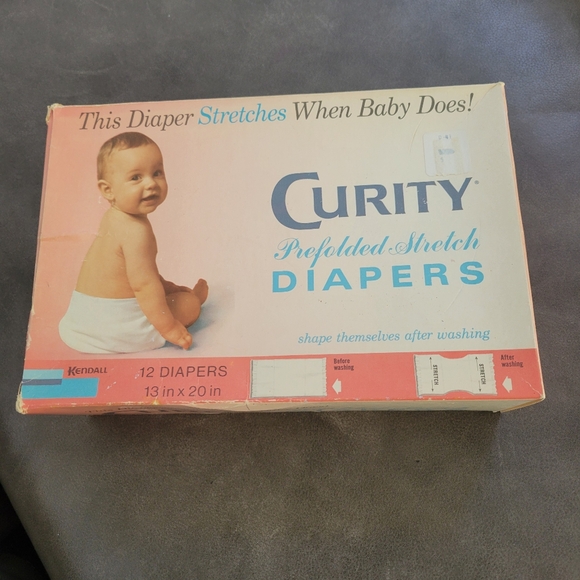 This Diaper Stretches When Baby Does!
CURITY®
Prefolded Stretch
DIAPERS
shape themselves after washing
KENDALL
12 DIAPERS
13 in x 20 in
Before
washing
STRETCH
STRETCH
After
washing